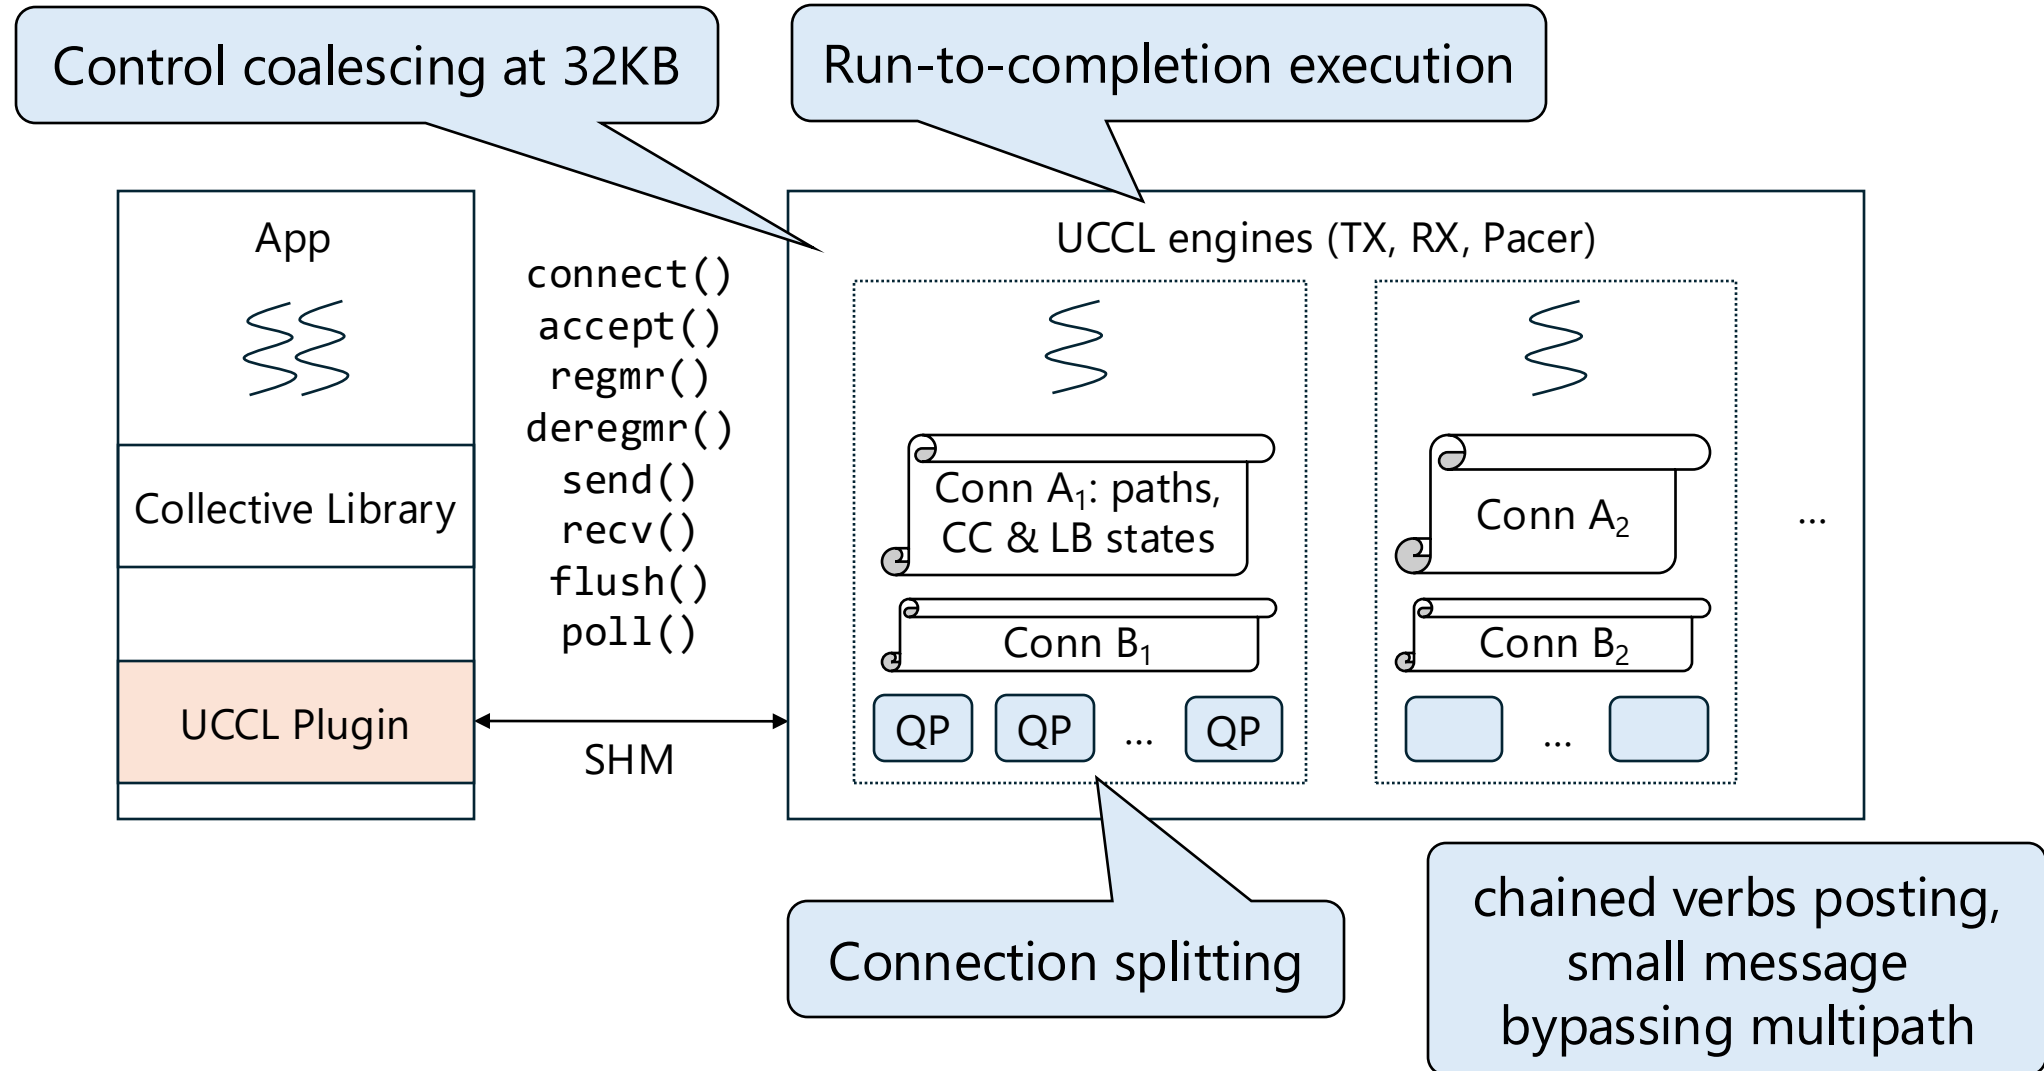 Control coalescing at 32KB
Run-to-completion execution
App
Collective Library
UCCL Plugin
connect()
accept()
regmr()
deregmr()
send()
recv()
flush()
poll()
SHM
UCCL engines (TX, RX, Pacer)
Conn A₁: paths,
CC & LB states
Conn B₁
QP QP ... QP
Conn A₂
Conn B₂
...
...
Connection splitting
chained verbs posting,
small message
bypassing multipath